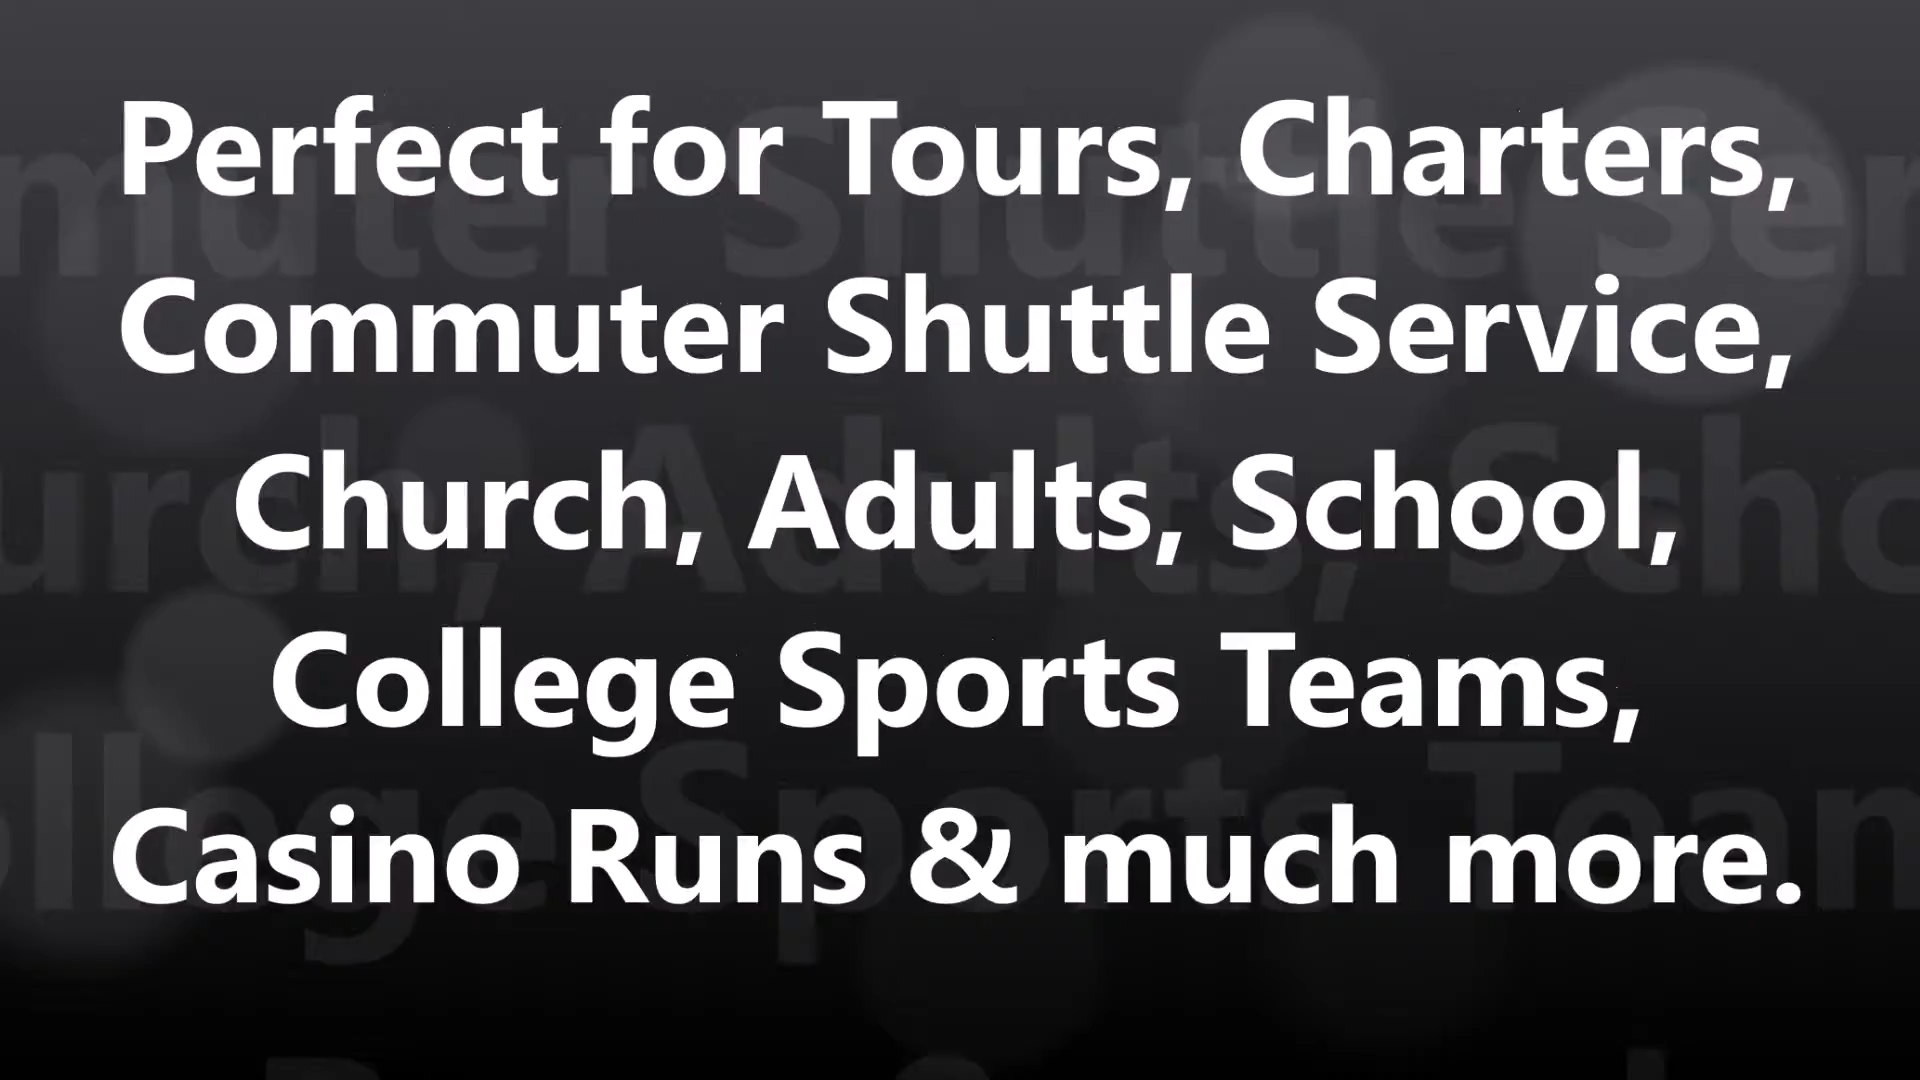 Perfect for Tours, Charters,
Commuter Shuttle Service,
Church, Adults, School,
College Sports Teams,
Casino Runs & much more.